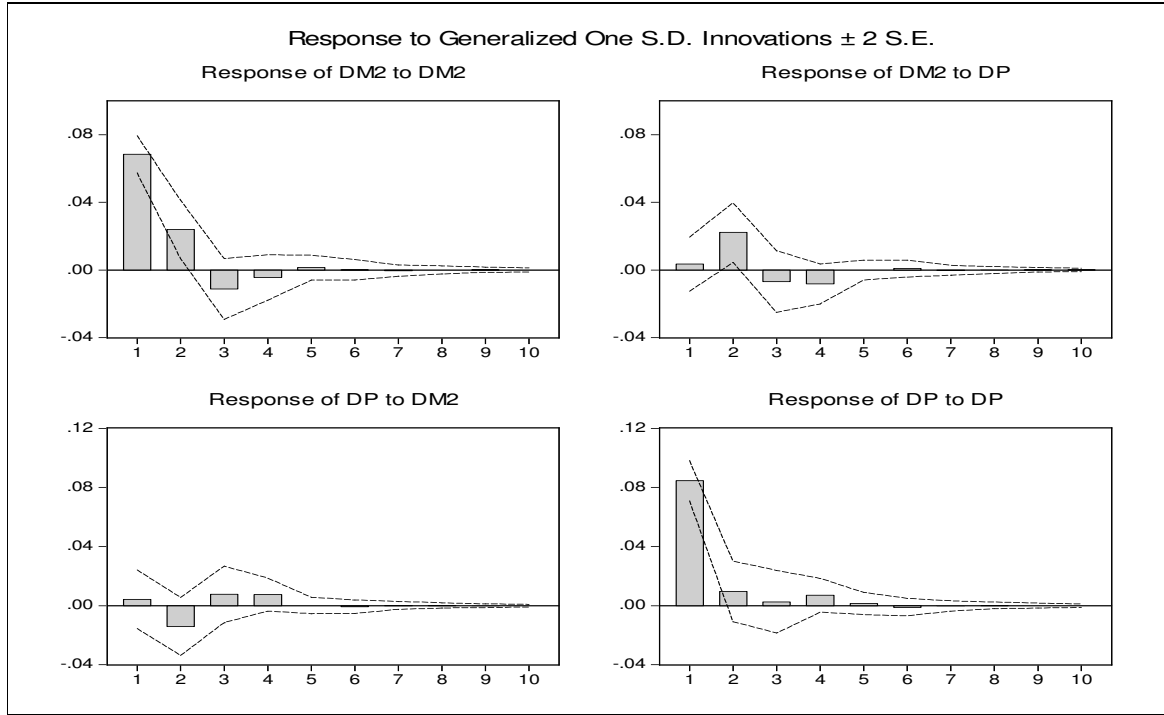 Response to Generalized One S.D. Innovations ± 2 S.E.
Response of DM2 to DM2
.08
.04
.00
-.04
1 2 3 4 5 6 7 8 9 10
Response of DM2 to DP
.08
.04
.00
-.04
1 2 3 4 5 6 7 8 9 10
Response of DP to DM2
.12
.08
.04
.00
-.04
1 2 3 4 5 6 7 8 9 10
Response of DP to DP
.12
.08
.04
.00
-.04
1 2 3 4 5 6 7 8 9 10